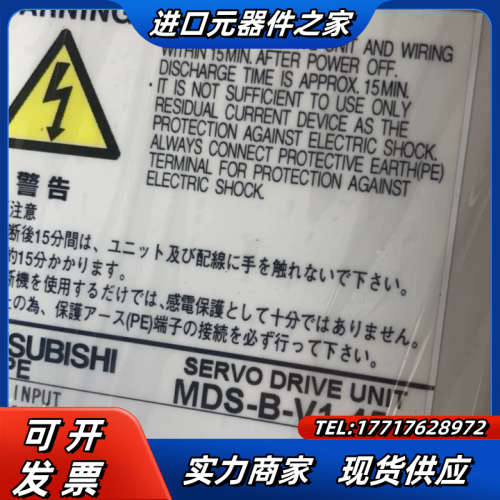 进口元器件之家
WARNING
UNIT AND WIRING
WITHIN 15MIN. AFTER POWER OFF.
DISCHARGE TIME IS APPROX. 15MIN.
. IT IS NOT SUFFICIENT TO USE ONLY
RESIDUAL CURRENT DEVICE AS THE
PROTECTION AGAINST ELECTRIC SHOCK.
ALWAYS CONNECT PROTECTIVE EARTH(PE)
TERMINAL FOR PROTECTION AGAINST
ELECTRIC SHOCK.
警告
注意
断後15分間は、ユニット及び配線に手を触れないで下さい。
約15分かかります。
断機を使用するだけでは、感電保護として十分ではありません。
の為、保護アース(PE)端子の接続を必ず行って下さい。
SUBISHI
SERVO DRIVE UNIT
PE
MDS-B-V1-
INPUT
TEL:17717628972
可开
发票
实力商家 现货供应